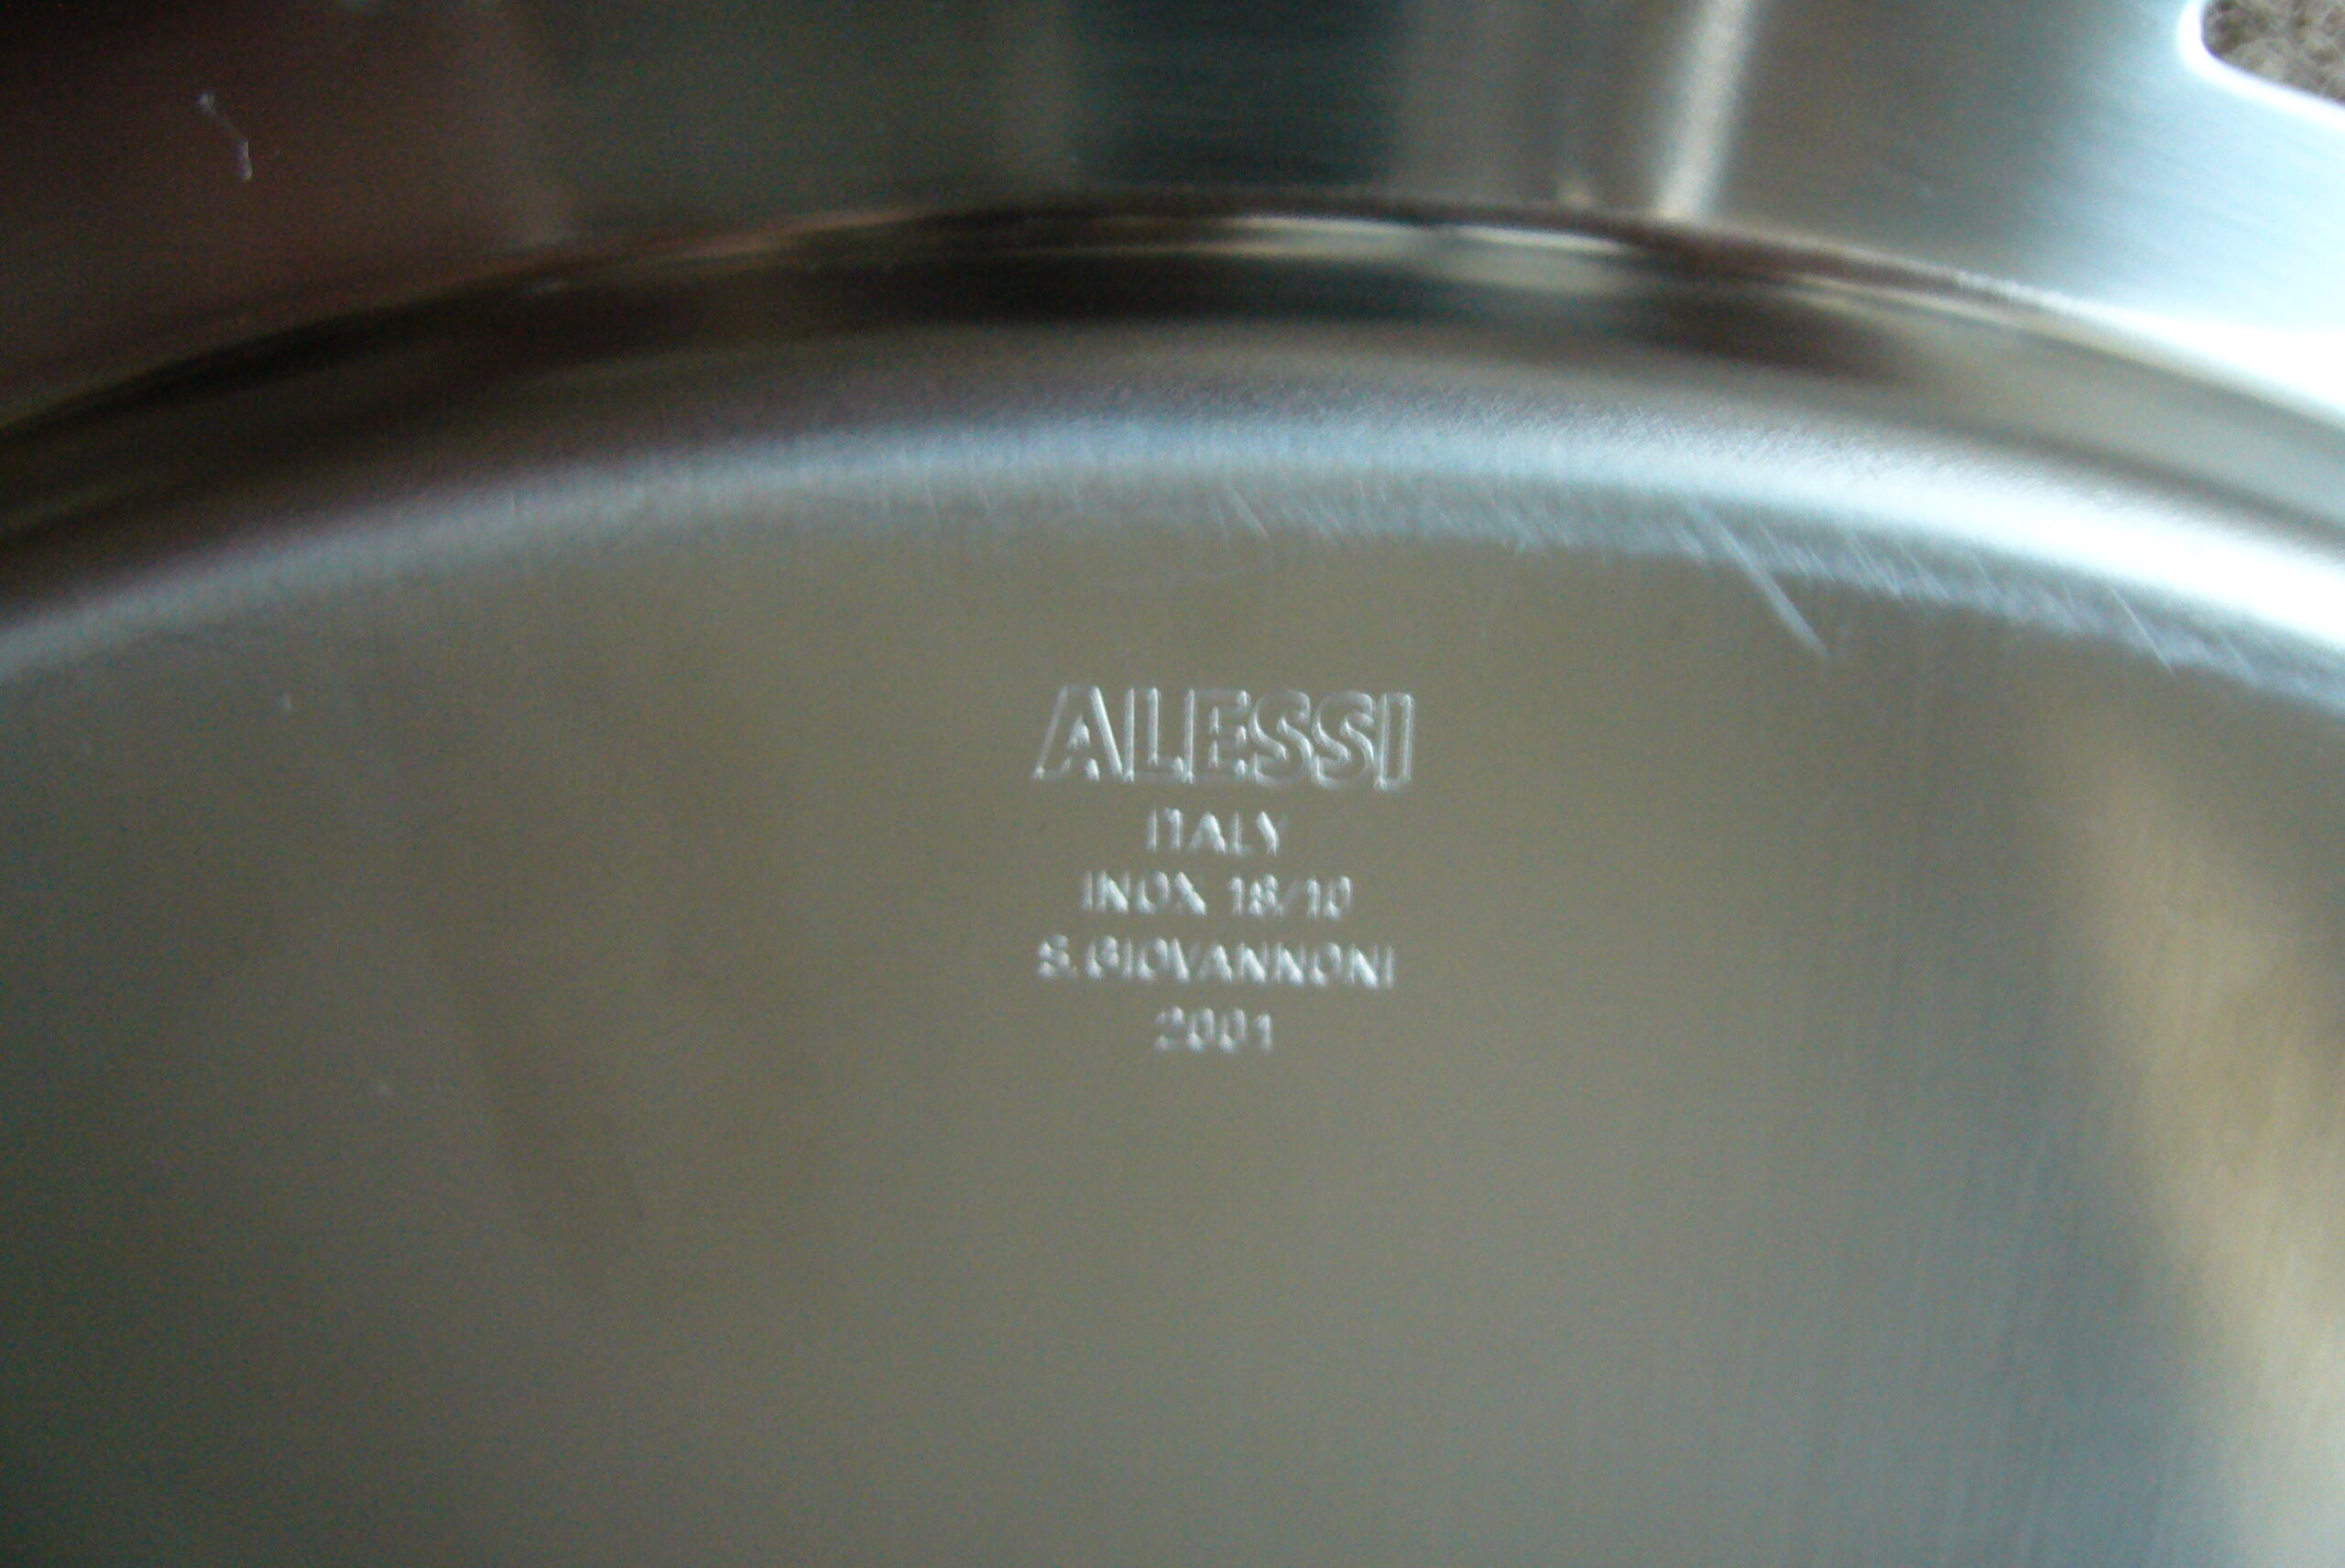 ALESSI
ITALY
INOX 18/10
S.GIOVANNONI
2001